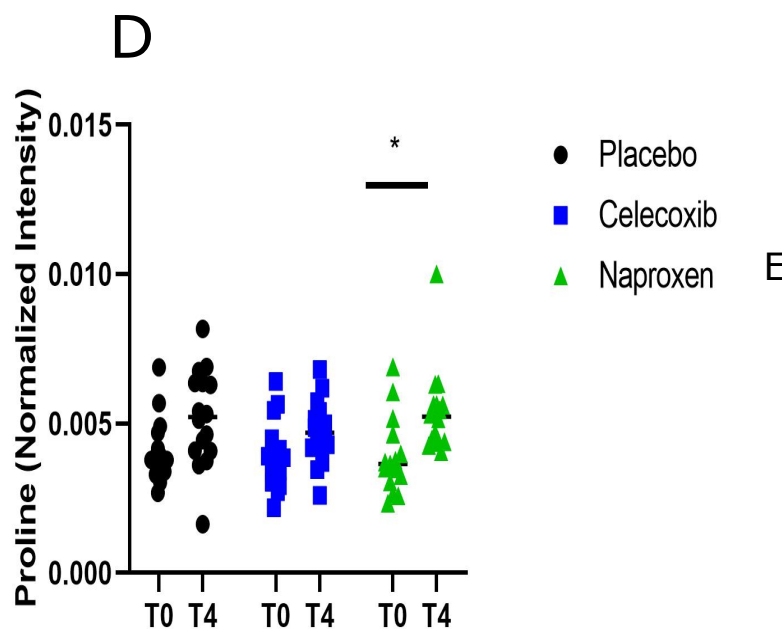 D
Proline (Normalized Intensity)
0.015
0.010
0.005
0.000
*
T0 T4 T0 T4 T0 T4
Placebo
Celecoxib
Naproxen
E